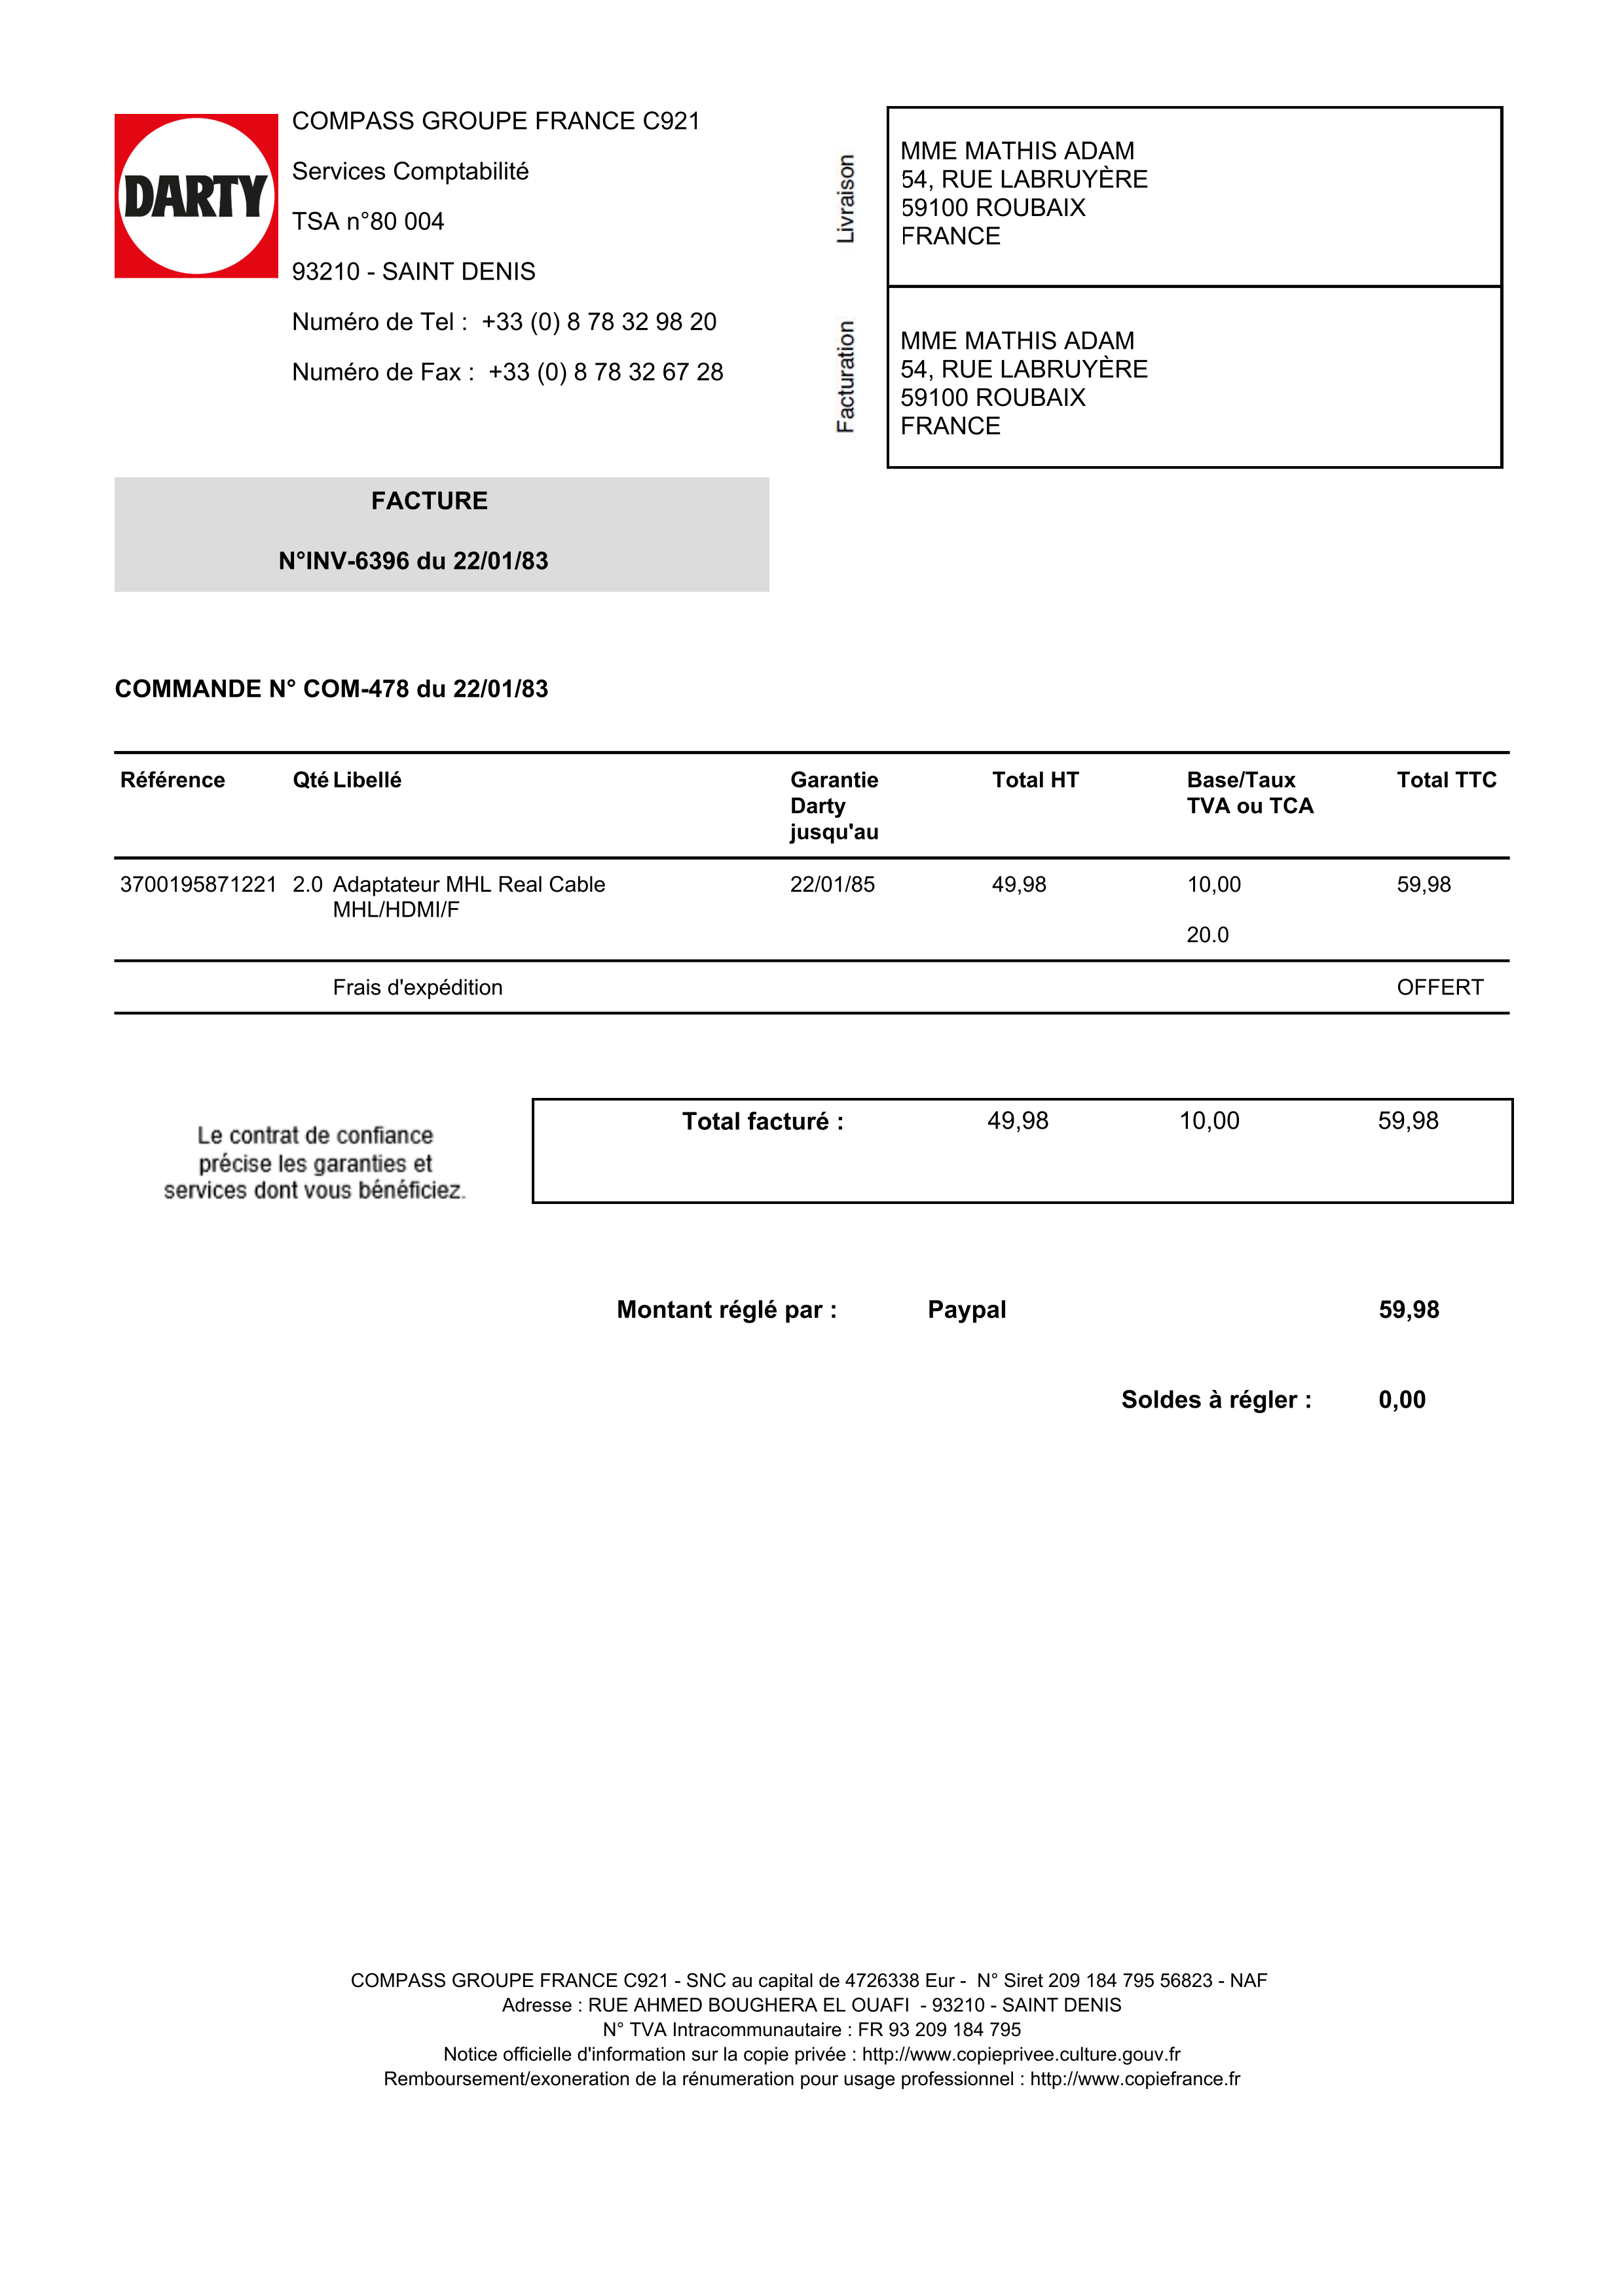 DARTY
COMPASS GROUPE FRANCE C921
Services Comptabilité
TSA n°80 004
93210 - SAINT DENIS
Numéro de Tel : +33 (0) 8 78 32 98 20
Numéro de Fax : +33 (0) 8 78 32 67 28
Livraison
MME MATHIS ADAM
54, RUE LABRUYÈRE
59100 ROUBAIX
FRANCE
Facturation
MME MATHIS ADAM
54, RUE LABRUYÈRE
59100 ROUBAIX
FRANCE
FACTURE
N°INV-6396 du 22/01/83
COMMANDE N° COM-478 du 22/01/83
Référence Qté Libellé Garantie Total HT Base/Taux Total TTC
Darty TVA ou TCA
jusqu'au
3700195871221 2.0 Adaptateur MHL Real Cable 22/01/85 49,98 10,00 59,98
MHL/HDMI/F
20.0
Frais d'expédition OFFERT
Le contrat de confiance
précise les garanties et
services dont vous bénéficiez.
Total facturé : 49,98 10,00 59,98
Montant réglé par : Paypal 59,98
Soldes à régler : 0,00
COMPASS GROUPE FRANCE C921 - SNC au capital de 4726338 Eur - N° Siret 209 184 795 56823 - NAF
Adresse : RUE AHMED BOUGHERA EL OUAFI - 93210 - SAINT DENIS
N° TVA Intracommunautaire : FR 93 209 184 795
Notice officielle d'information sur la copie privée : http://www.copieprivee.culture.gouv.fr
Remboursement/exoneration de la rénumeration pour usage professionnel : http://www.copiefrance.fr